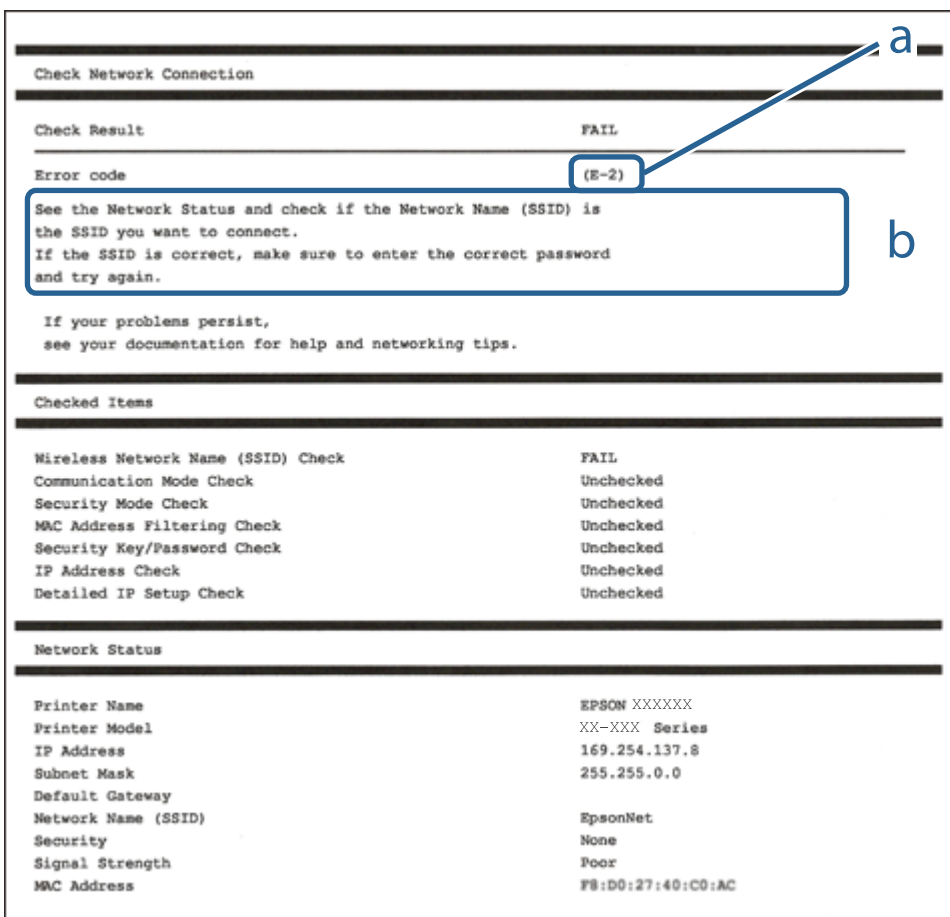 a
Check Network Connection
Check Result FAIL
Error code (E-2)
See the Network Status and check if the Network Name (SSID) is
the SSID you want to connect.
If the SSID is correct, make sure to enter the correct password
and try again.
b
If your problems persist,
see your documentation for help and networking tips.
Checked Items
Wireless Network Name (SSID) Check FAIL
Communication Mode Check Unchecked
Security Mode Check Unchecked
MAC Address Filtering Check Unchecked
Security Key/Password Check Unchecked
IP Address Check Unchecked
Detailed IP Setup Check Unchecked
Network Status
Printer Name EPSON XXXXXX
Printer Model XX-XXX Series
IP Address 169.254.137.8
Subnet Mask 255.255.0.0
Default Gateway
Network Name (SSID) EpsonNet
Security None
Signal Strength Poor
MAC Address F8:D0:27:40:C0:AC